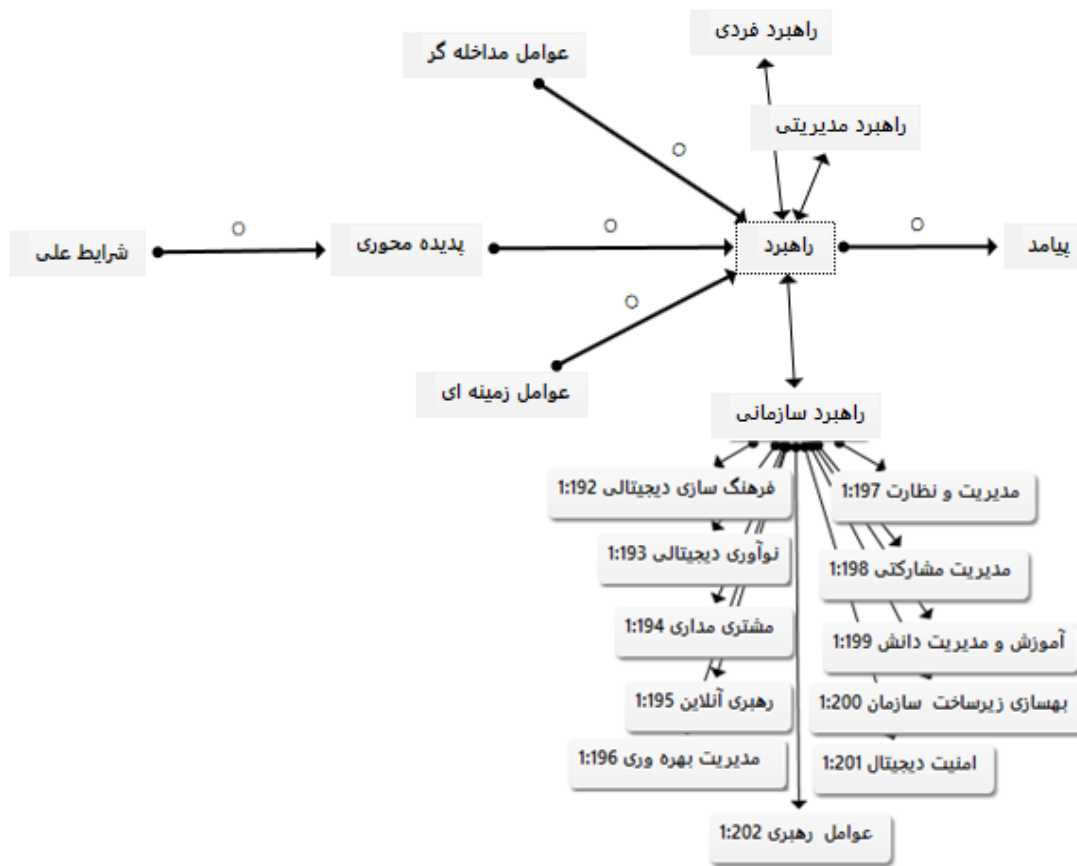 راهبرد فردی
عوامل مداخله گر
راهبرد مدیریتی
O
O
O
O
شرایط علی
پدیده محوری
راهبرد
پیامد
O
عوامل زمینه ای
راهبرد سازمانی
1:192 فرهنگ سازی دیجیتالی
1:197 مدیریت و نظارت
1:193 نوآوری دیجیتالی
1:198 مدیریت مشارکتی
1:194 مشتری مداری
1:199 آموزش و مدیریت دانش
1:195 رهبری آنلاین
1:200 بهسازی زیرساخت سازمان
1:196 مدیریت بهره وری
1:201 امنیت دیجیتال
1:202 عوامل رهبری